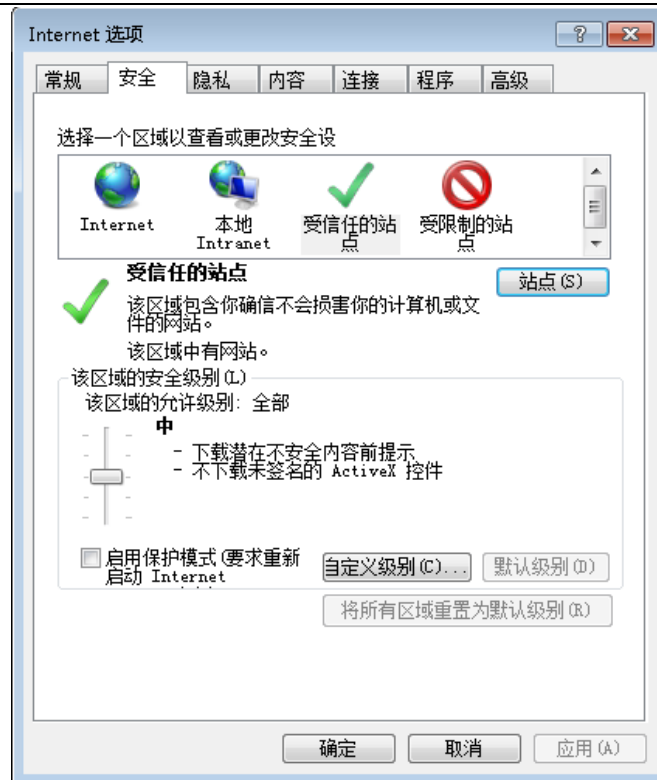 Internet 选项
常规 安全 隐私 内容 连接 程序 高级
选择一个区域以查看或更改安全设
Internet
本地
Intranet
受信任的站
点
受限制的站
点
受信任的站点
站点(S)
该区域包含你确信不会损害你的计算机或文
件的网站。
该区域中有网站。
该区域的安全级别(L)
该区域的允许级别: 全部
中
- 下载潜在不安全内容前提示
- 不下载未签名的 ActiveX 控件
启用保护模式(要求重新
启动 Internet
自定义级别(C)... 默认级别(D)
将所有区域重置为默认级别(R)
确定 取消 应用(A)